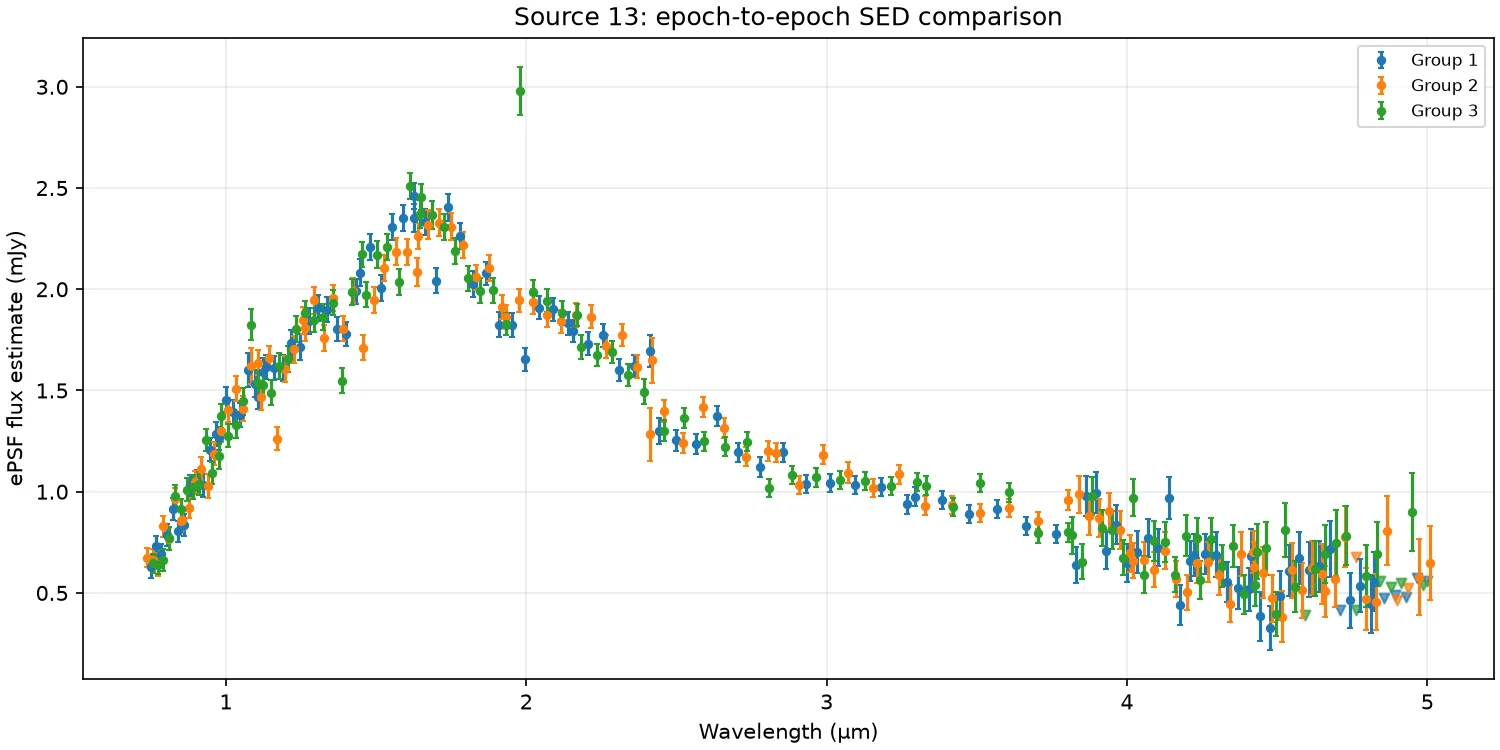 Source 13: epoch-to-epoch SED comparison
ePSF flux estimate (mJy)
3.0
2.5
2.0
1.5
1.0
0.5
Group 1
Group 2
Group 3
1 2 3 4 5
Wavelength (μm)